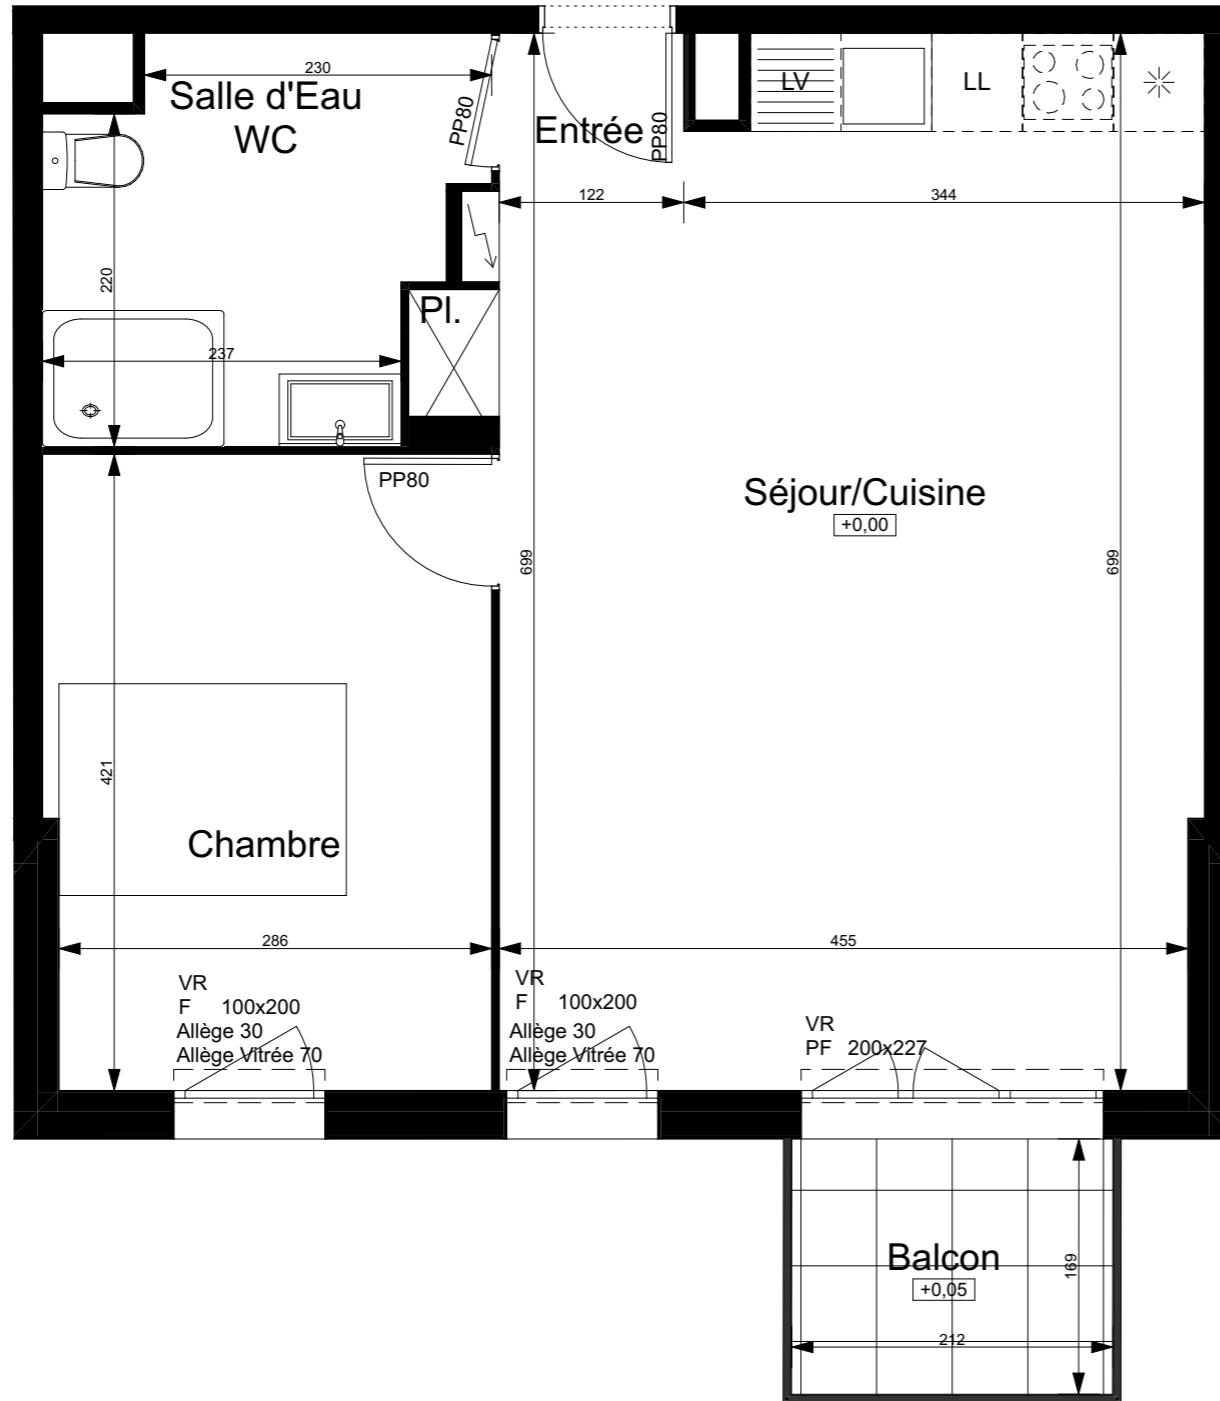 230
Salle d'Eau
WC
PP80
Entrée
PP80
LV
LL
122
344
220
Pl.
237
PP80
Séjour/Cuisine
+0,00
699
699
421
Chambre
286
455
VR
F 100x200
Allège 30
Allège Vitrée 70
VR
F 100x200
Allège 30
Allège Vitrée 70
VR
PF 200x227
Balcon
+0,05
169
212